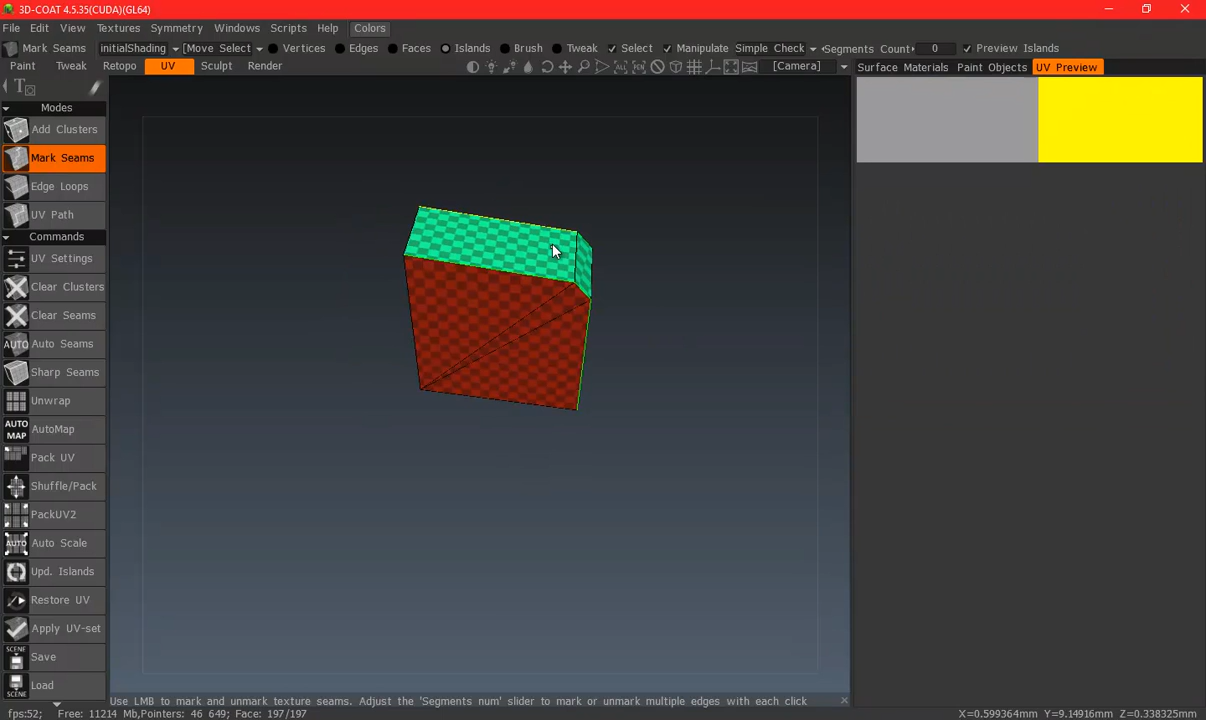 3D-COAT 4.5.35(CUDA)(GL64)
File Edit View Textures Symmetry Windows Scripts Help Colors
Mark Seams initialShading [Move Select Vertices Edges Faces Islands Brush Tweak Select Manipulate Simple Check Segments Count 0 Preview Islands
Paint Tweak Retopo UV Sculpt Render [Camera] Surface Materials Paint Objects UV Preview
Modes
Add Clusters
Mark Seams
Edge Loops
UV Path
Commands
UV Settings
Clear Clusters
Clear Seams
AUTO Auto Seams
Sharp Seams
Unwrap
AUTO MAP AutoMap
Pack UV
Shuffle/Pack
PackUV2
AUTO Auto Scale
Upd. Islands
Restore UV
Apply UV-set
SCENE Save
Load
SCENE
Use LMB to mark and unmark texture seams. Adjust the 'Segments num' slider to mark or unmark multiple edges with each click
fps:52; Free: 11214 Mb,Pointers: 46 649; Face: 197/197 X=0.599364mm Y=9.14916mm Z=0.338325mm